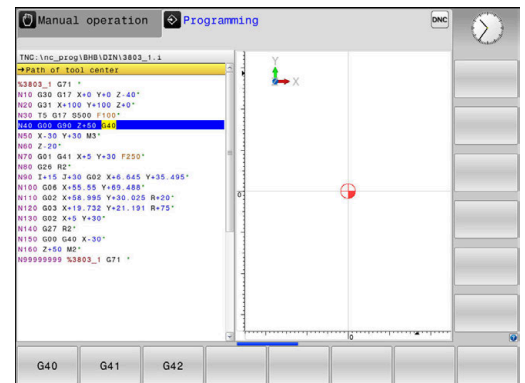 Manual operation
Programming
DNC
TNC:\nc_prog\BHB\DIN\3803_1.i
→Path of tool center
%3803_1 G71 *
N10 G30 G17 X+0 Y+0 Z-40*
N20 G31 X+100 Y+100 Z+0*
N30 T5 G17 S500 F100*
N40 G00 G90 Z+50 G40
N50 X-30 Y+30 M3*
N60 Z-20*
N70 G01 G41 X+5 Y+30 F250*
N80 G26 R2*
N90 I+15 J+30 G02 X+6.645 Y+35.495*
N100 G06 X+55.55 Y+69.488*
N110 G02 X+58.995 Y+30.025 R+20*
N120 G03 X+19.732 Y+21.191 R+75*
N130 G02 X+5 Y+30*
N140 G27 R2*
N150 G00 G40 X-30*
N160 Z+50 M2*
N99999999 %3803_1 G71 *
Y
X
0
0
G40
G41
G42